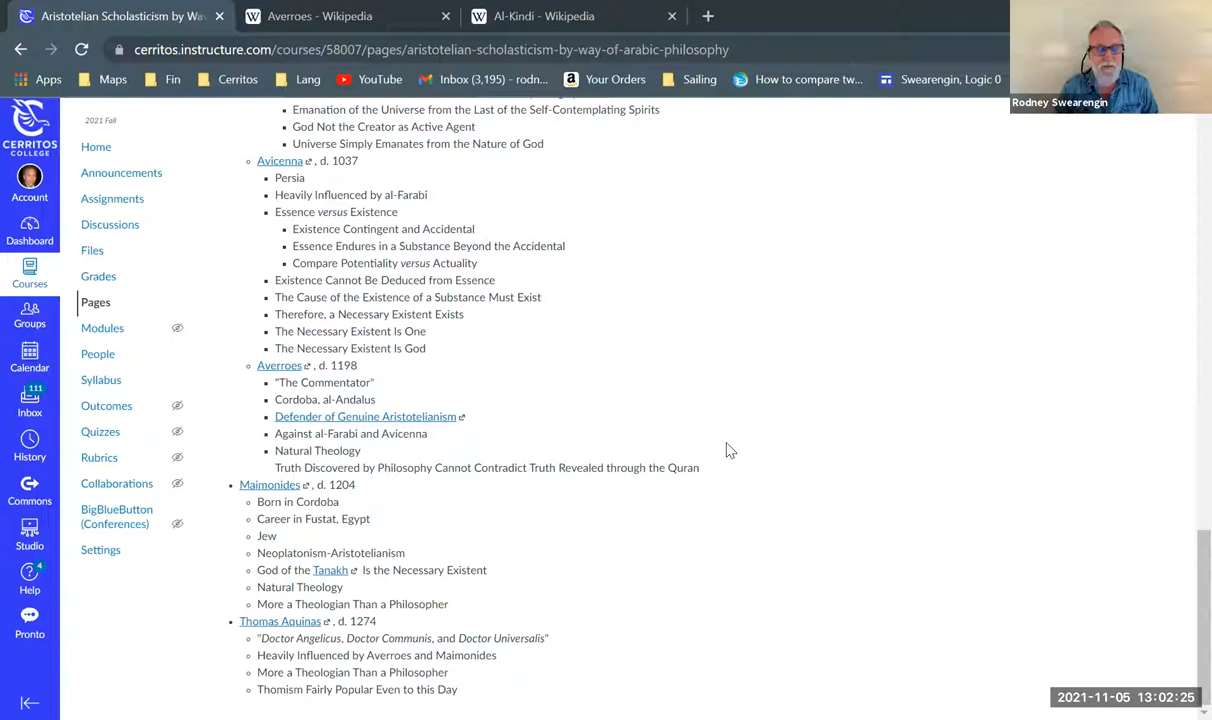 Aristotelian Scholasticism by Wa
Averroes - Wikipedia
Al-Kindi - Wikipedia
cerritos.instructure.com/courses/58007/pages/aristotelian-scholasticism-by-way-of-arabic-philosophy
Apps Maps Fin Cerritos Lang YouTube Inbox (3,195) - rodn... Your Orders Sailing How to compare tw... Swearengin, Logic 0
Rodney Swearengin
CERRITOS
COLLEGE
Account
Dashboard
Courses
Groups
Calendar
111
Inbox
History
Commons
Studio
4
Help
Pronto
2021 Fall
Home
Announcements
Assignments
Discussions
Files
Grades
Pages
Modules
People
Syllabus
Outcomes
Quizzes
Rubrics
Collaborations
BigBlueButton
(Conferences)
Settings
Emanation of the Universe from the Last of the Self-Contemplating Spirits
God Not the Creator as Active Agent
Universe Simply Emanates from the Nature of God
Avicenna , d. 1037
Persia
Heavily Influenced by al-Farabi
Essence versus Existence
Existence Contingent and Accidental
Essence Endures in a Substance Beyond the Accidental
Compare Potentiality versus Actuality
Existence Cannot Be Deduced from Essence
The Cause of the Existence of a Substance Must Exist
Therefore, a Necessary Existent Exists
The Necessary Existent Is One
The Necessary Existent Is God
Averroes , d. 1198
"The Commentator"
Cordoba, al-Andalus
Defender of Genuine Aristotelianism
Against al-Farabi and Avicenna
Natural Theology
Truth Discovered by Philosophy Cannot Contradict Truth Revealed through the Quran
Maimonides , d. 1204
Born in Cordoba
Career in Fustat, Egypt
Jew
Neoplatonism-Aristotelianism
God of the Tanakh Is the Necessary Existent
Natural Theology
More a Theologian Than a Philosopher
Thomas Aquinas , d. 1274
"Doctor Angelicus, Doctor Communis, and Doctor Universalis"
Heavily Influenced by Averroes and Maimonides
More a Theologian Than a Philosopher
Thomism Fairly Popular Even to this Day
2021-11-05 13:02:25